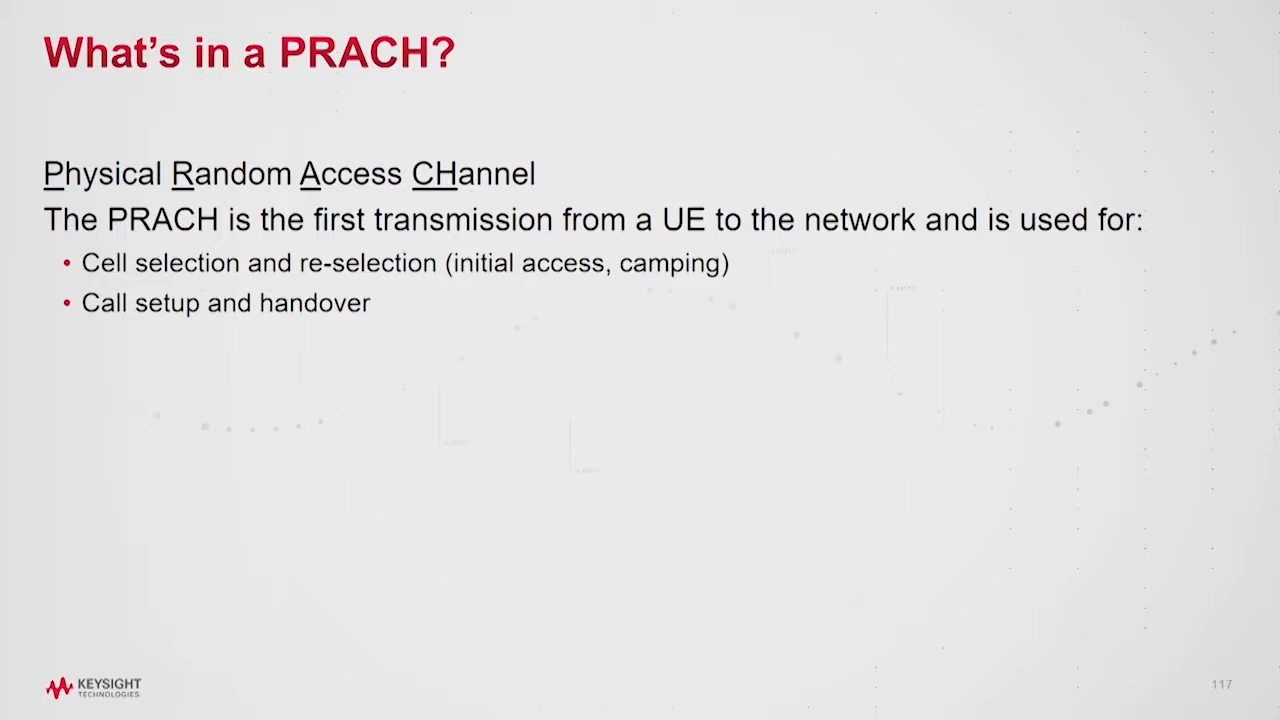 What's in a PRACH?
Physical Random Access CHannel
The PRACH is the first transmission from a UE to the network and is used for:
• Cell selection and re-selection (initial access, camping)
• Call setup and handover
KEYSIGHT
TECHNOLOGIES
117